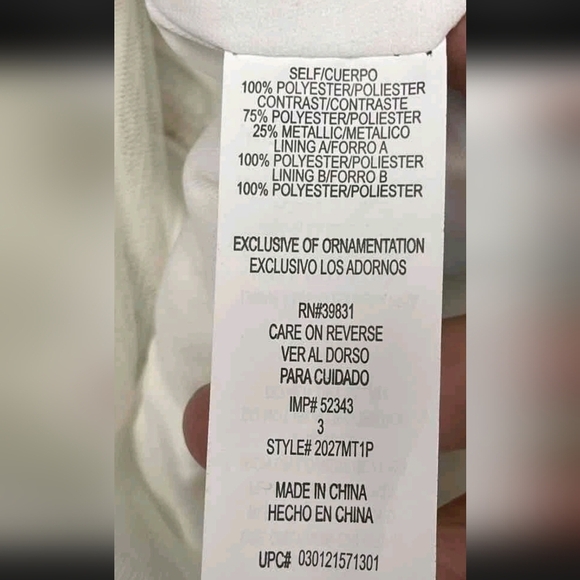 SELF/CUERPO
100% POLYESTER/POLIESTER
CONTRAST/CONTRASTE
75% POLYESTER/POLIESTER
25% METALLIC/METALICO
LINING A/FORRO A
100% POLYESTER/POLIESTER
LINING B/FORRO B
100% POLYESTER/POLIESTER
EXCLUSIVE OF ORNAMENTATION
EXCLUSIVO LOS ADORNOS
RN#39831
CARE ON REVERSE
VER AL DORSO
PARA CUIDADO
IMP# 52343
3
STYLE# 2027MT1P
MADE IN CHINA
HECHO EN CHINA
UPC# 030121571301